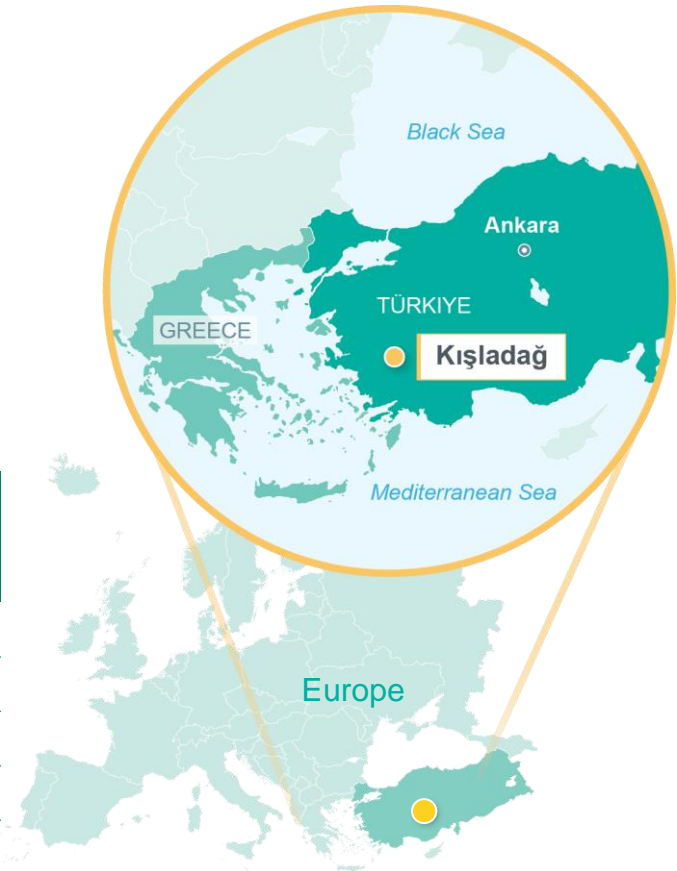 Black Sea
Ankara
TÜRKIYE
GREECE
Kışladağ
Mediterranean Sea
Europe